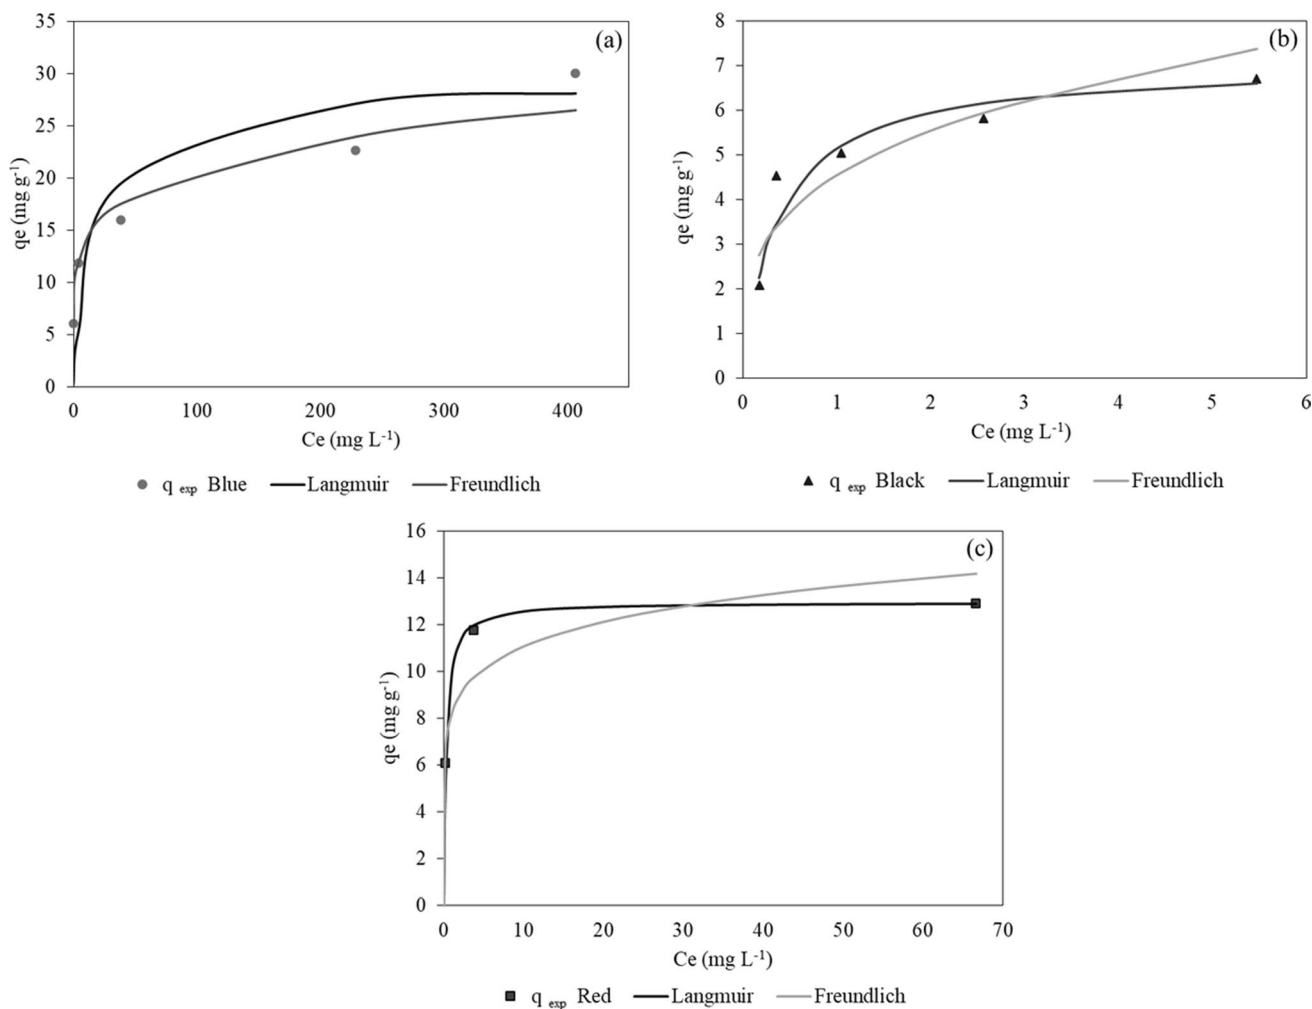 (a)
35
30
25
20
15
10
5
0
qe (mg g-1)
0 100 200 300 400
Ce (mg L-1)
q exp Blue Langmuir Freundlich
(b)
8
7
6
5
4
3
2
1
0
qe (mg g-1)
0 1 2 3 4 5 6
Ce (mg L-1)
q exp Black Langmuir Freundlich
(c)
16
14
12
10
8
6
4
2
0
qe (mg g-1)
0 10 20 30 40 50 60 70
Ce (mg L-1)
q exp Red Langmuir Freundlich